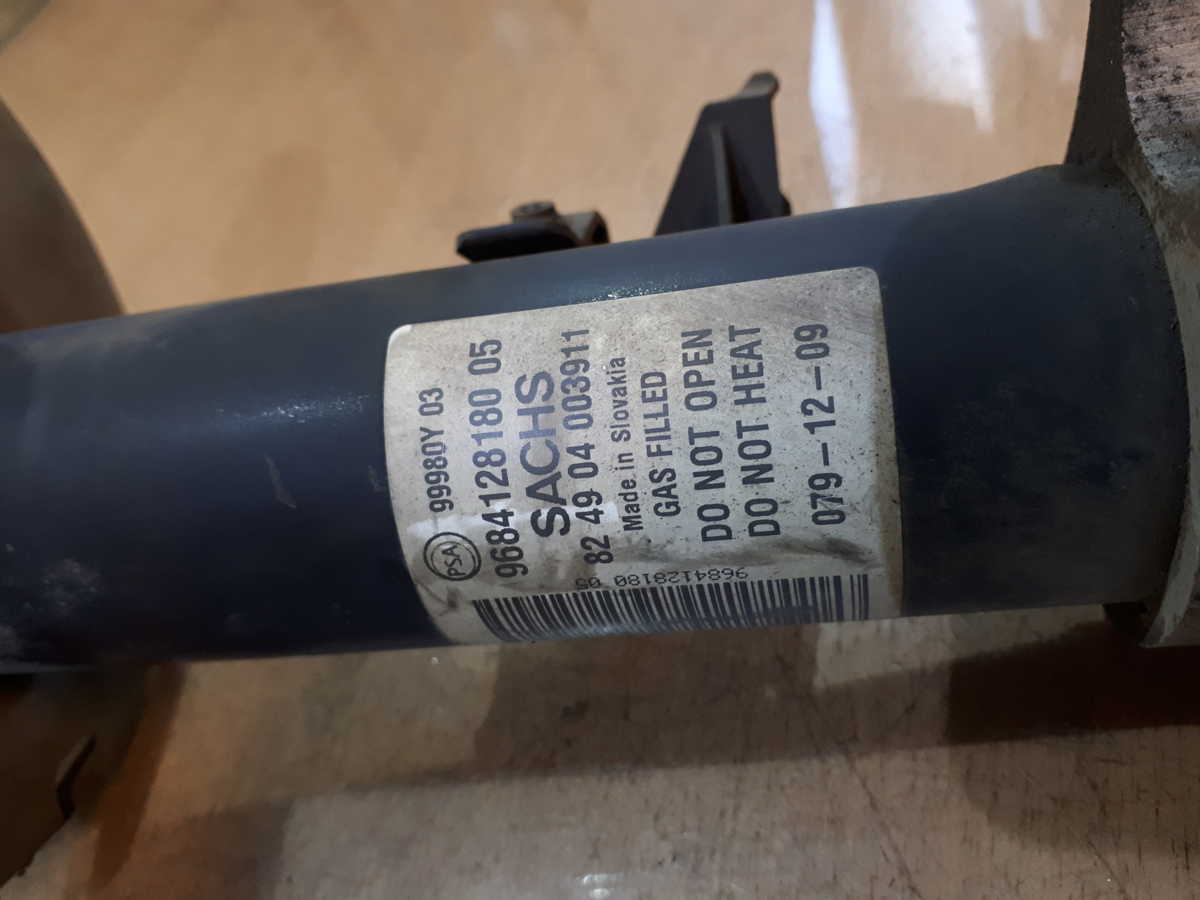 PSA 99980Y 03
9684128180 05
SACHS
82 49 04 003911
Made in Slovakia
GAS FILLED
DO NOT OPEN
DO NOT HEAT
079-12-09
9684128180 05